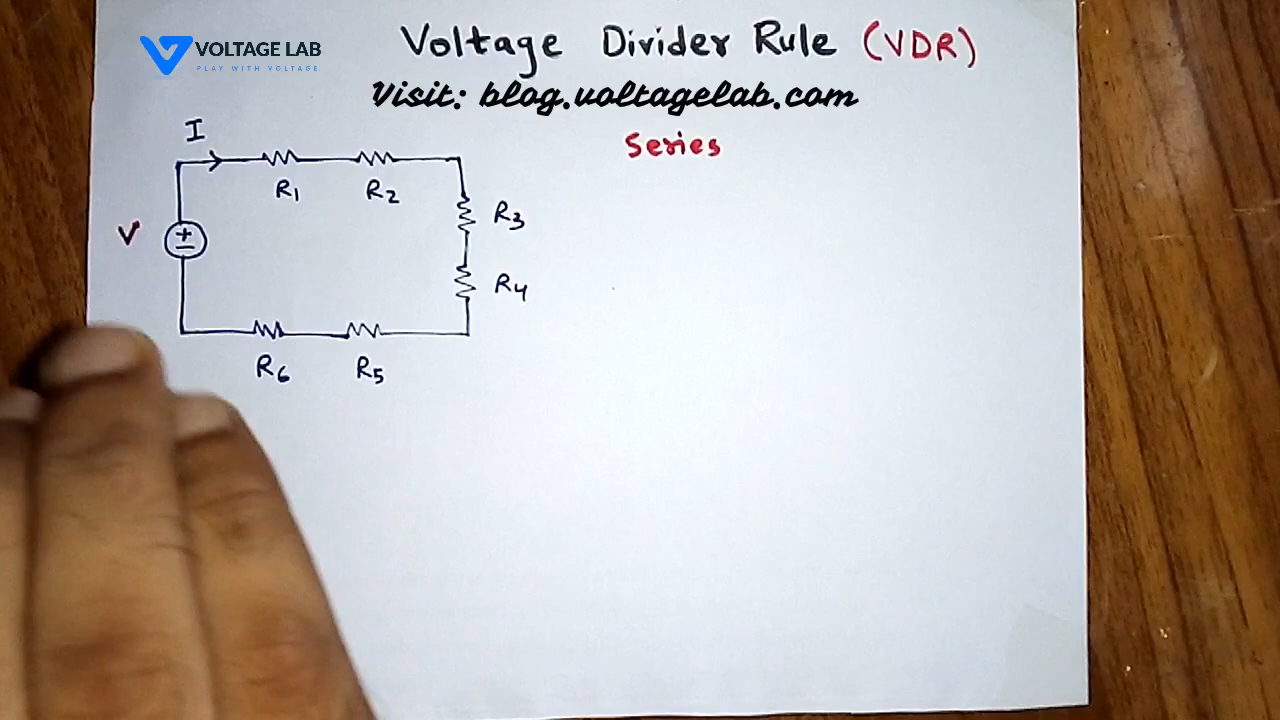 VOLTAGE LAB
PLAY WITH VOLTAGE
Voltage Divider Rule (VDR)
Visit: blog.voltagelab.com
Series
I
R1
R2
R3
V
+
−
R4
R6
R5